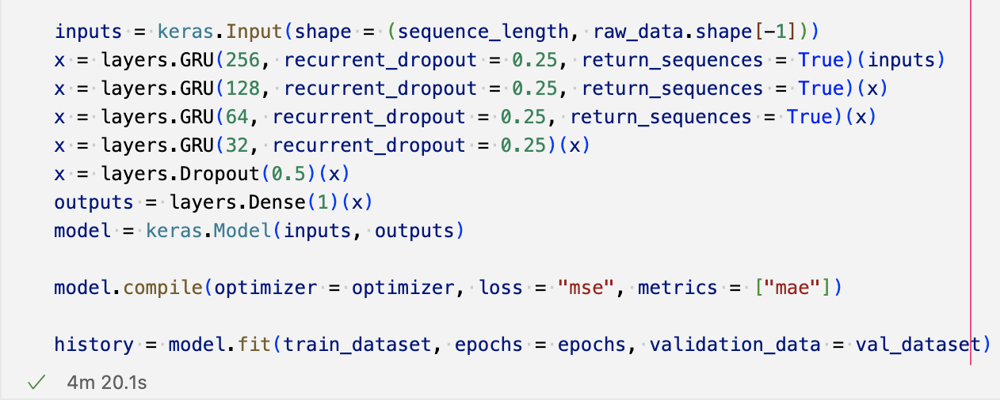 inputs = keras.Input(shape = (sequence_length, raw_data.shape[-1]))
x = layers.GRU(256, recurrent_dropout = 0.25, return_sequences = True)(inputs)
x = layers.GRU(128, recurrent_dropout = 0.25, return_sequences = True)(x)
x = layers.GRU(64, recurrent_dropout = 0.25, return_sequences = True)(x)
x = layers.GRU(32, recurrent_dropout = 0.25)(x)
x = layers.Dropout(0.5)(x)
outputs = layers.Dense(1)(x)
model = keras.Model(inputs, outputs)
model.compile(optimizer = optimizer, loss = "mse", metrics = ["mae"])
history = model.fit(train_dataset, epochs = epochs, validation_data = val_dataset)
4m 20.1s